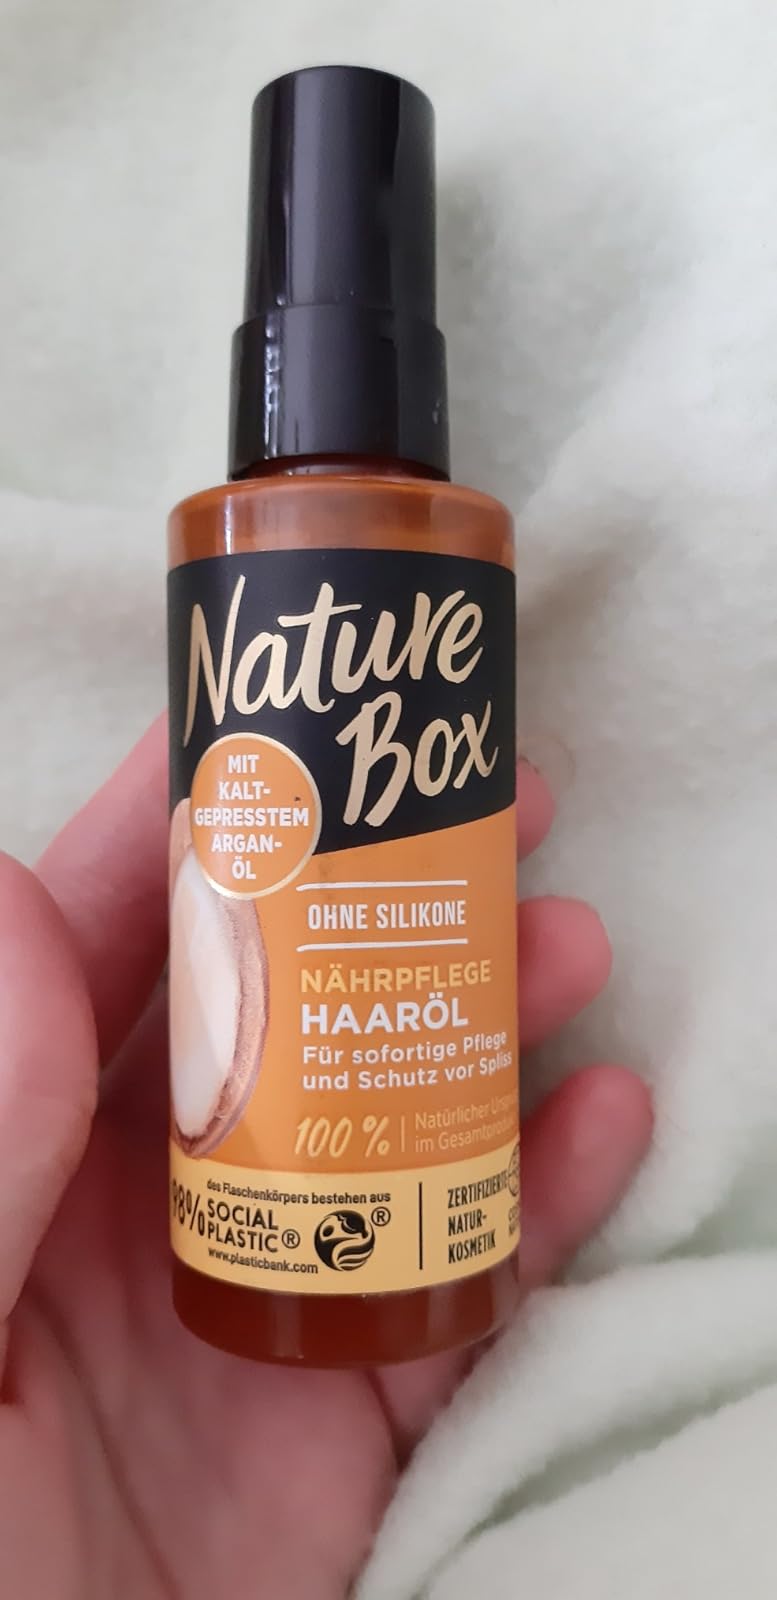 Nature
Box
MIT
KALT-
GEPRESSTEM
ARGAN-
ÖL
OHNE SILIKONE
NÄHRPFLEGE
HAARÖL
Für sofortige Pflege
und Schutz vor Spliss
100% | Natürlicher
im
des Flaschenkörpers bestehen aus
98% SOCIAL
PLASTIC®
®
www.plasticbank.com
ZERTIFIZIERTE
NATUR-
KOSMETIK